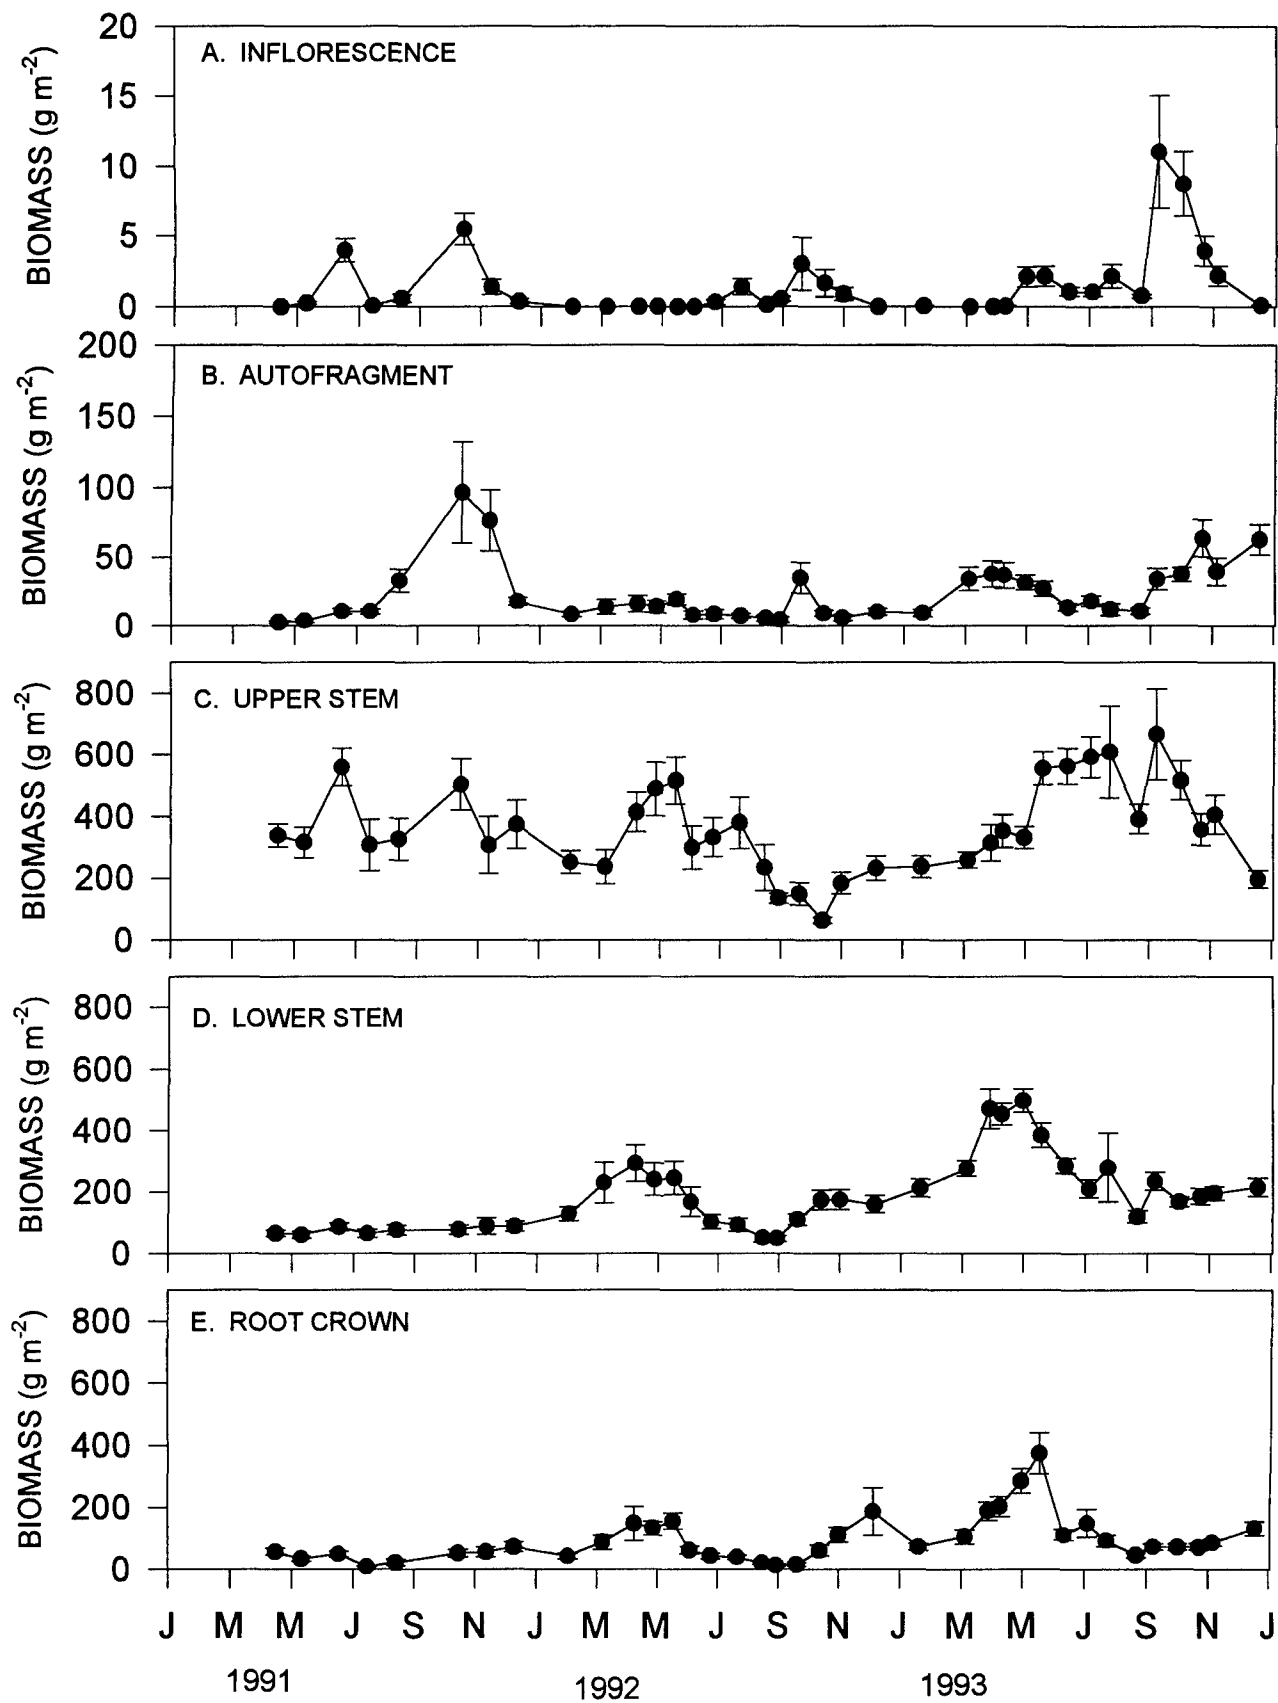 A. INFLORESCENCE
BIOMASS (g m-2)
20
15
10
5
0
B. AUTOFRAGMENT
BIOMASS (g m-2)
200
150
100
50
0
C. UPPER STEM
BIOMASS (g m-2)
800
600
400
200
0
D. LOWER STEM
BIOMASS (g m-2)
800
600
400
200
0
E. ROOT CROWN
BIOMASS (g m-2)
800
600
400
200
0
J M M J S N J M M J S N J M M J S N J
1991 1992 1993